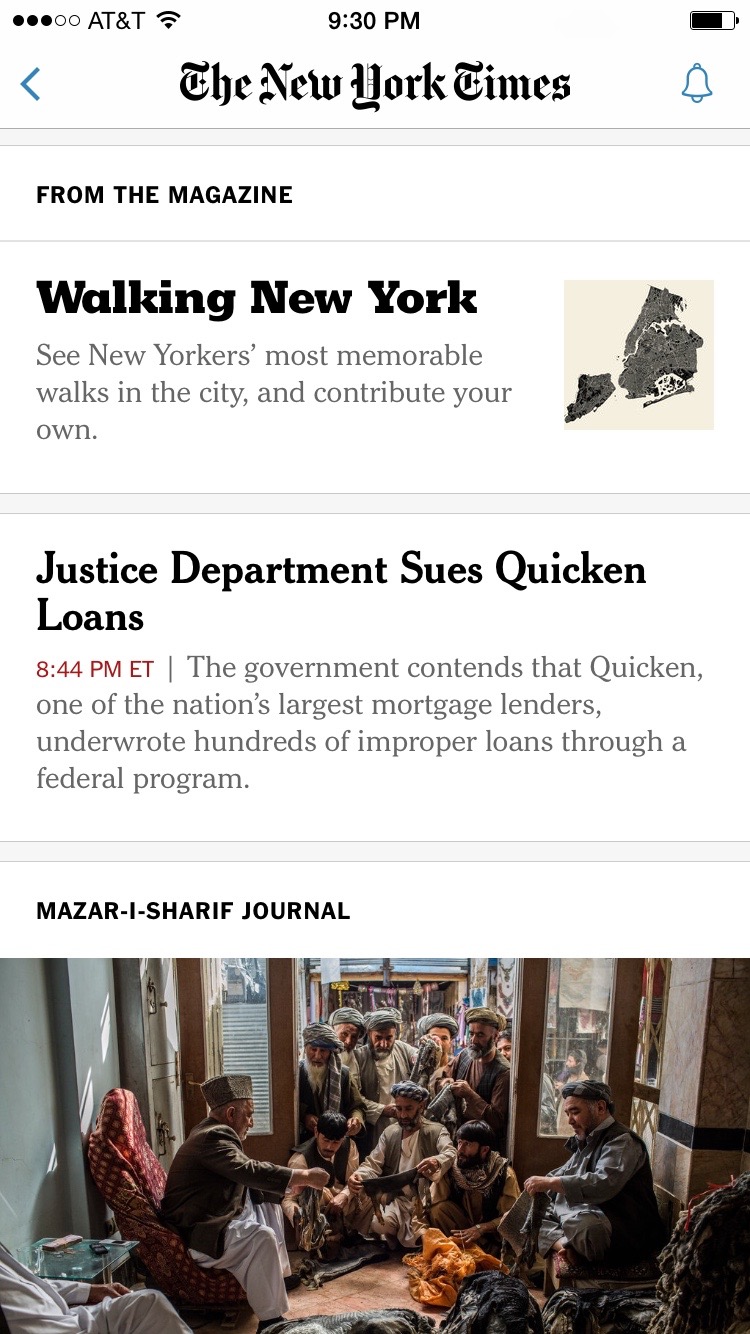 AT&T 9:30 PM
The New York Times
FROM THE MAGAZINE
Walking New York
See New Yorkers’ most memorable
walks in the city, and contribute your
own.
Justice Department Sues Quicken
Loans
8:44 PM ET | The government contends that Quicken,
one of the nation’s largest mortgage lenders,
underwrote hundreds of improper loans through a
federal program.
MAZAR-I-SHARIF JOURNAL